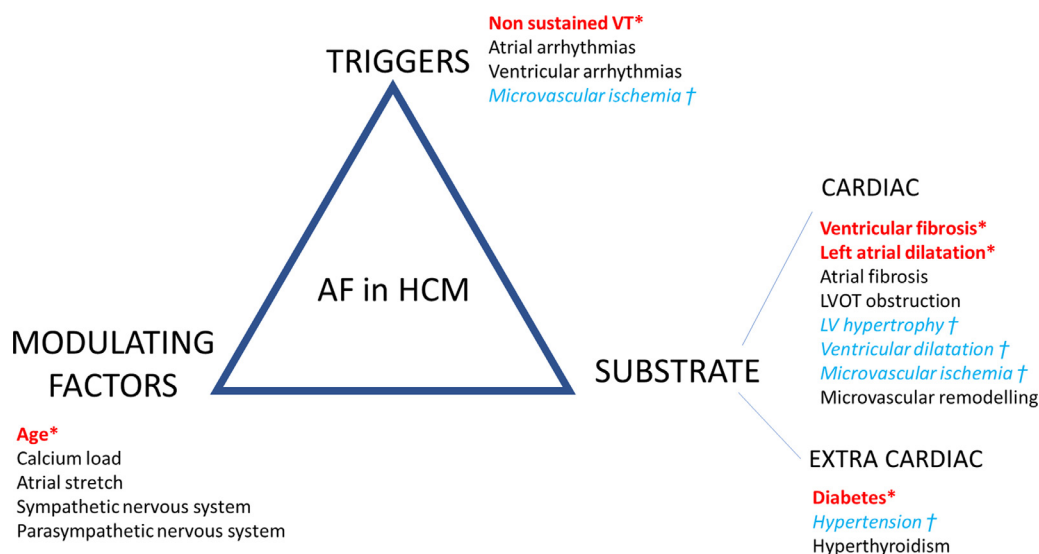 TRIGGERS
Non sustained VT*
Atrial arrhythmias
Ventricular arrhythmias
Microvascular ischemia †
AF in HCM
MODULATING
FACTORS
Age*
Calcium load
Atrial stretch
Sympathetic nervous system
Parasympathetic nervous system
SUBSTRATE
CARDIAC
Ventricular fibrosis*
Left atrial dilatation*
Atrial fibrosis
LVOT obstruction
LV hypertrophy †
Ventricular dilatation †
Microvascular ischemia †
Microvascular remodelling
EXTRA CARDIAC
Diabetes*
Hypertension †
Hyperthyroidism